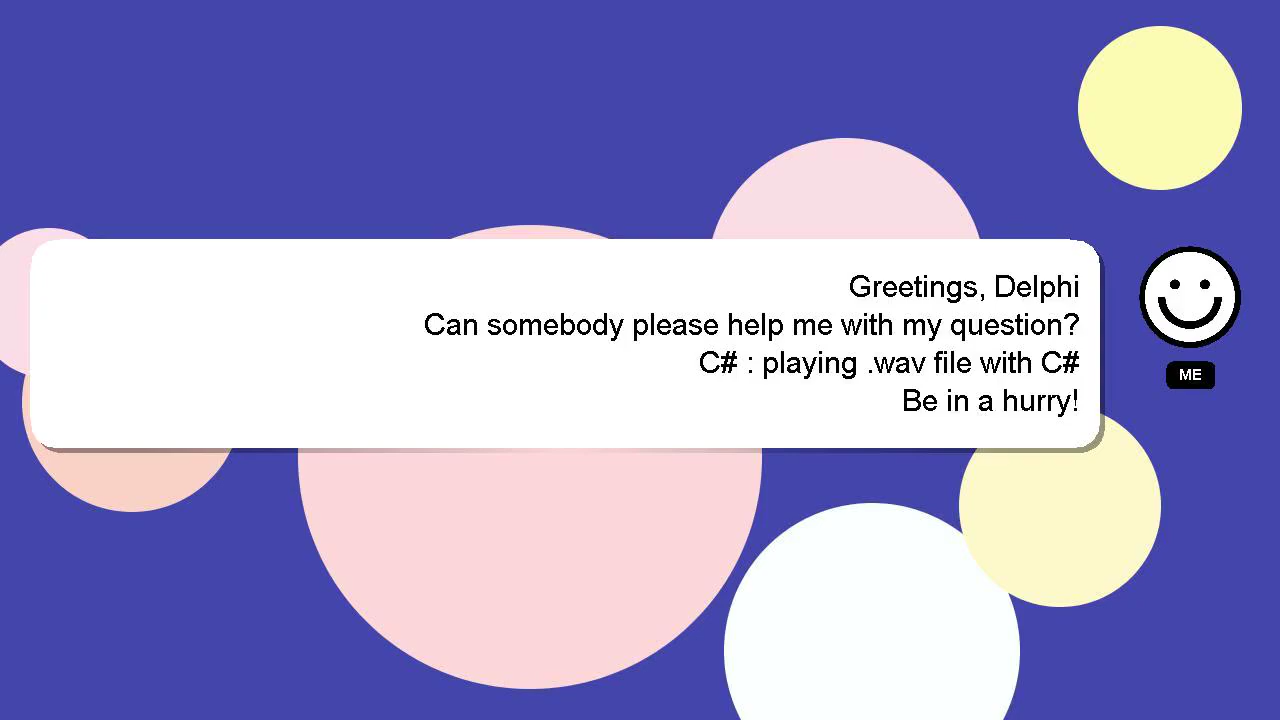 Greetings, Delphi
Can somebody please help me with my question?
C# : playing .wav file with C#
Be in a hurry!
ME